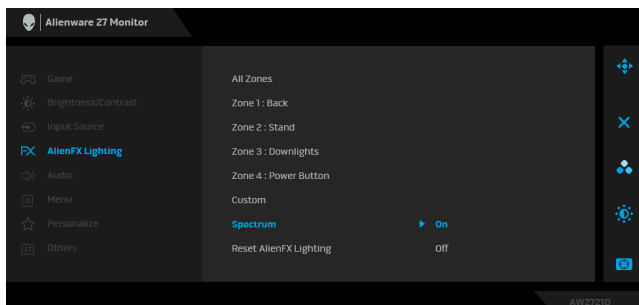 Alienware 27 Monitor
Game
Brightness/Contrast
Input Source
FX AlienFX Lighting
Audio
Menu
Personalize
Others
All Zones
Zone 1 : Back
Zone 2 : Stand
Zone 3 : Downlights
Zone 4 : Power Button
Custom
Spectrum On
Reset AlienFX Lighting Off
AW2721D